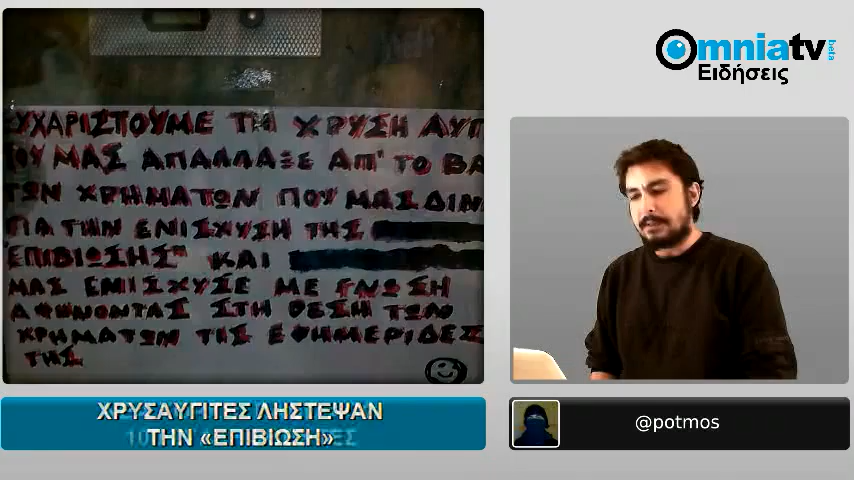 Omniatv beta
Ειδήσεις
ΕΥΧΑΡΙΣΤΟΥΜΕ ΤΗ ΧΡΥΣΗ ΑΥΓ
ΠΟΥ ΜΑΣ ΑΠΑΛΛΑΞΕ ΑΠ' ΤΟ ΒΑ
ΤΩΝ ΧΡΗΜΑΤΩΝ ΠΟΥ ΜΑΣ ΔΙΝ
ΓΙΑ ΤΗΝ ΕΝΙΣΧΥΣΗ ΤΗΣ
ΕΠΙΒΙΩΣΗΣ" ΚΑΙ
ΜΑΣ ΕΝΙΣΧΥΣΕ ΜΕ ΓΝΩΣΗ
ΑΦΗΝΟΝΤΑΣ ΣΤΗ ΘΕΣΗ ΤΩΝ
ΧΡΗΜΑΤΩΝ ΤΙΣ ΕΦΗΜΕΡΙΔΕΣ
ΤΗΣ
ΧΡΥΣΑΥΓΙΤΕΣ ΛΗΣΤΕΨΑΝ
ΤΗΝ «ΕΠΙΒΙΩΣΗ»
@potmos